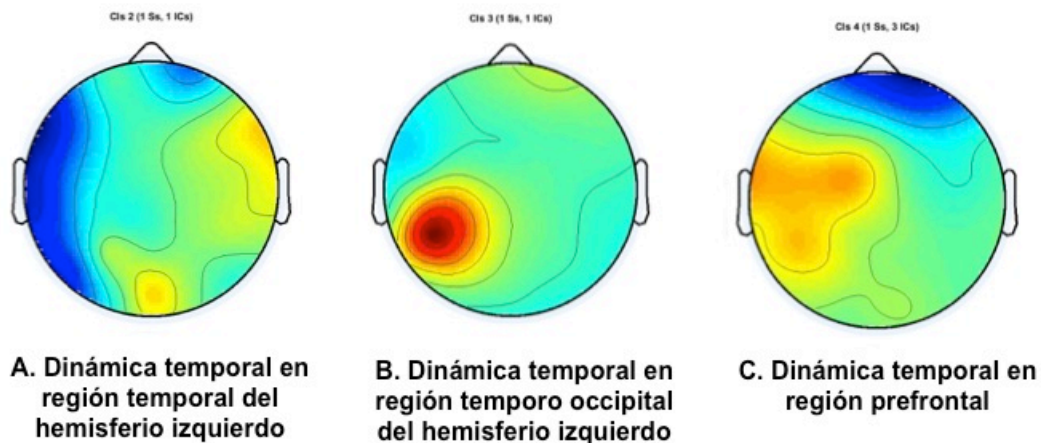 Cls 2 (1 Ss, 1 ICs)
Cls 3 (1 Ss, 1 ICs)
Cls 4 (1 Ss, 3 ICs)
A. Dinámica temporal en
región temporal del
hemisferio izquierdo
B. Dinámica temporal en
región temporo occipital
del hemisferio izquierdo
C. Dinámica temporal en
región prefrontal